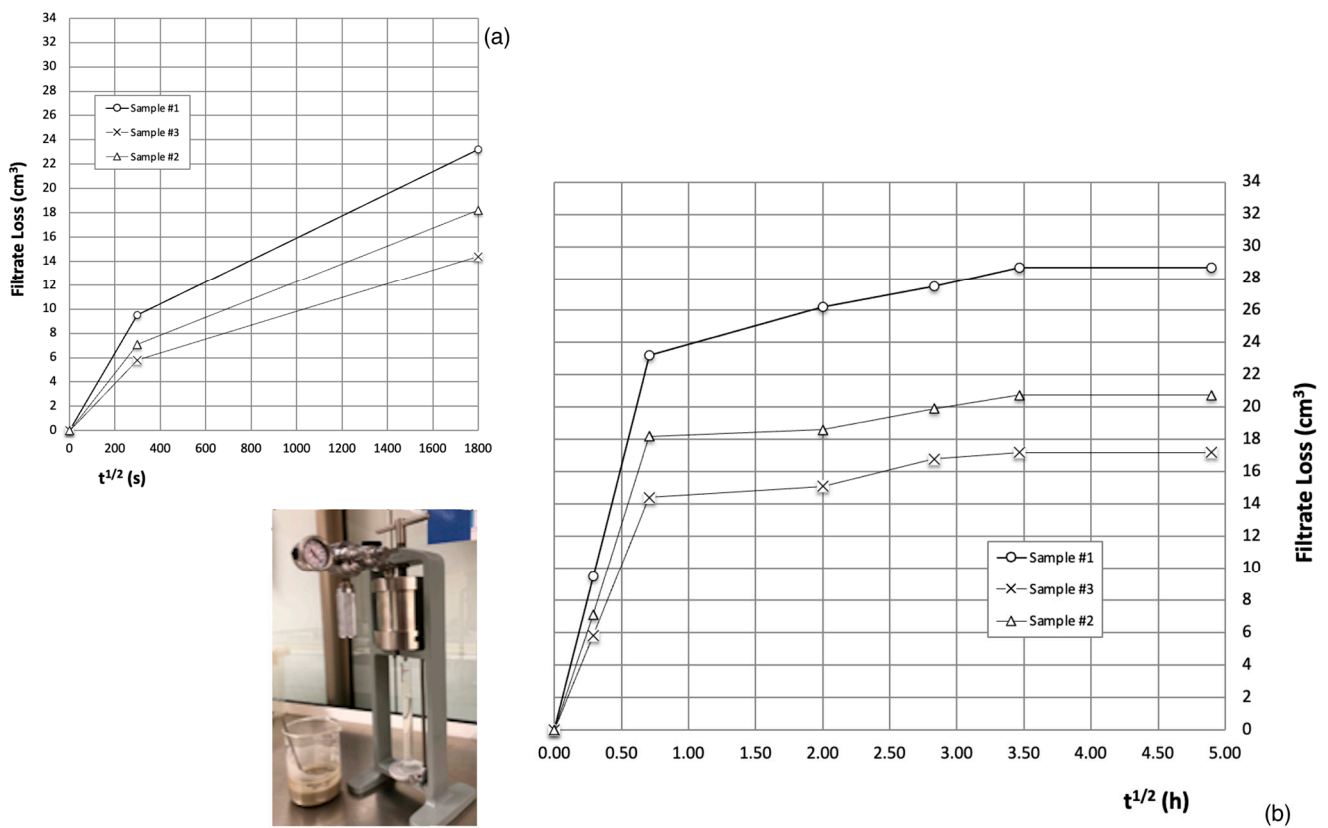 34
32
30
28
26
24
22
20
18
16
14
12
10
8
6
4
2
0
Filtrate Loss (cm³)
Sample #1
Sample #3
Sample #2
0 200 400 600 800 1000 1200 1400 1600 1800
t¹/² (s)
(a)
34
32
30
28
26
24
22
20
18
16
14
12
10
8
6
4
2
0
Filtrate Loss (cm³)
Sample #1
Sample #3
Sample #2
0.00 0.50 1.00 2.00 2.50 3.00 3.50 4.50 5.00
t¹/² (h)
(b)